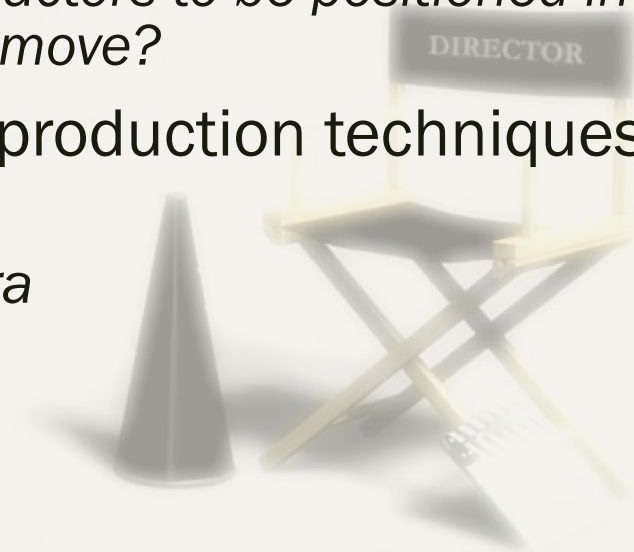 actors to be positioned in
move?
DIRECTOR
production techniques
ra